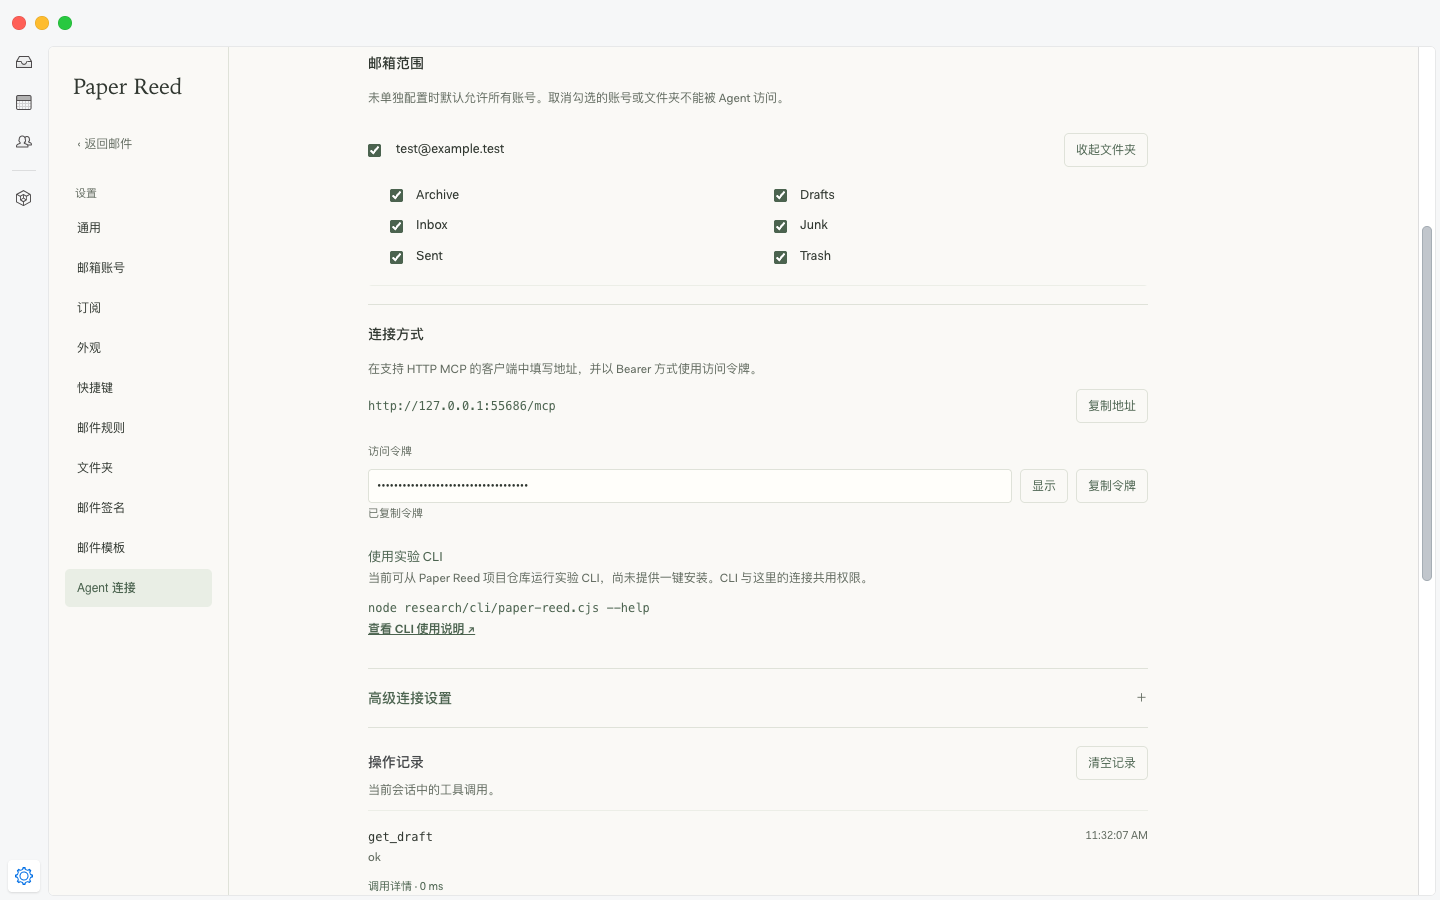 Paper Reed
‹ 返回邮件
设置
通用
邮箱账号
订阅
外观
快捷键
邮件规则
文件夹
邮件签名
邮件模板
Agent 连接
邮箱范围
未单独配置时默认允许所有账号。取消勾选的账号或文件夹不能被 Agent 访问。
test@example.test
收起文件夹
Archive
Drafts
Inbox
Junk
Sent
Trash
连接方式
在支持 HTTP MCP 的客户端中填写地址，并以 Bearer 方式使用访问令牌。
http://127.0.0.1:55686/mcp
复制地址
访问令牌
显示
复制令牌
已复制令牌
使用实验 CLI
当前可从 Paper Reed 项目仓库运行实验 CLI，尚未提供一键安装。CLI 与这里的连接共用权限。
node research/cli/paper-reed.cjs --help
查看 CLI 使用说明 ↗
高级连接设置
+
操作记录
清空记录
当前会话中的工具调用。
get_draft
11:32:07 AM
ok
调用详情 · 0 ms